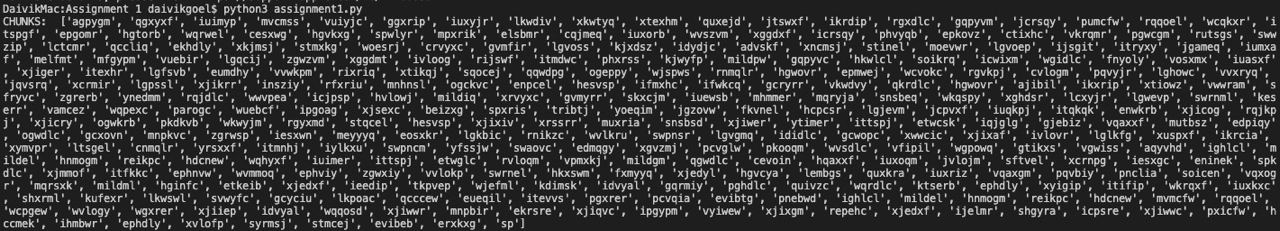 DaivikMac:Assignment 1 daivikgoel$ python3 assignment1.py
CHUNKS:  ['agpygm', 'qgxyxf', 'iuimyp', 'mvcmss', 'vuiyjc', 'ggxrip', 'iuxyjr', 'lkwdiv', 'xkwtyq', 'xtexhm', 'quxejd', 'jtswxf', 'ikrdip', 'rgxdlc', 'gqpyvm', 'jcrsqy', 'pumcfw', 'rqqoel', 'wcqkxr', 'i
tspgf', 'epgomr', 'hgtorb', 'wqrwel', 'cesxwg', 'hgvkxg', 'spwlyr', 'mpxrik', 'elsbmr', 'cqjmeq', 'iuxorb', 'wvszvm', 'xggdxf', 'icrsqy', 'phvyqb', 'epkovz', 'ctixhc', 'vkrqmr', 'pgwcgm', 'rutsgs', 'sww
zip', 'lctcmr', 'qccliq', 'ekhdly', 'xkjmsj', 'stmxkg', 'woesrj', 'crvyxc', 'gvmfir', 'lgvoss', 'kjxdsz', 'idydjc', 'advskf', 'xncmsj', 'stinel', 'moevwr', 'lgvoep', 'ijsgit', 'itryxy', 'jgameq', 'iumxa
f', 'melfmt', 'mfgypm', 'vuebir', 'lgqcij', 'zgwzvm', 'xggdmt', 'ivloog', 'rijswf', 'itmdwc', 'phxrss', 'kjwyfp', 'mildpw', 'gqpyvc', 'hkwlcl', 'soikrq', 'icwixm', 'wgidlc', 'fnyoly', 'vosxmx', 'iuasxf'
, 'xjiger', 'itexhr', 'lgfsvb', 'eumdhy', 'vvwkpm', 'rixriq', 'xtikqj', 'sqocej', 'qqwdpg', 'ogeppy', 'wjspws', 'rnmqlr', 'hgwovr', 'epmwej', 'wcvokc', 'rgvkpj', 'cvlogm', 'pqvyjr', 'lghowc', 'vvxryq',
'jqvsrq', 'xcrmir', 'lgpssl', 'xjikrr', 'insziy', 'rfxriu', 'mnhnsl', 'ogckvc', 'enpcel', 'hesvsp', 'ifmxhc', 'ifwkcq', 'gcryrr', 'vkwdvy', 'qkrdlc', 'hgwovr', 'ajibil', 'ikxrip', 'xtiowz', 'vwwram', 's
fryvc', 'zgrerb', 'ynedmm', 'rqjdlc', 'wvvpea', 'icjpsp', 'hvlowj', 'mildiq', 'xrvyxc', 'gvmyrr', 'skxcjm', 'iuewsb', 'mhmmer', 'mqryja', 'snsbeq', 'wkqspy', 'xghdsr', 'lcxyjr', 'lgwevp', 'swrnml', 'kes
err', 'vamcez', 'wqpexc', 'parogc', 'wuebcf', 'ipgoag', 'xjsexc', 'beizxg', 'spxris', 'tribtj', 'yoeqim', 'jgzovw', 'fkvnel', 'hcpcsr', 'lgjevm', 'jcpvxf', 'iuqkpj', 'itqkqk', 'enwkrb', 'xjicog', 'rqjkp
j', 'xjicry', 'ogwkrb', 'pkdkvb', 'wkwyjm', 'rgyxmd', 'stqcel', 'hesvsp', 'xjixiv', 'xrssrr', 'muxria', 'snsbsd', 'xjiwer', 'ytimer', 'ittspj', 'etwcsk', 'iqjglg', 'gjebiz', 'vqaxxf', 'mutbsz', 'edpiqy'
, 'ogwdlc', 'gcxovn', 'mnpkvc', 'zgrwsp', 'iesxwn', 'meyyyq', 'eosxkr', 'lgkbic', 'rnikzc', 'wvlkru', 'swpnsr', 'lgvgmq', 'ididlc', 'gcwopc', 'xwwcic', 'xjixaf', 'ivlovr', 'lglkfg', 'xuspxf', 'ikrcia',
'xymvpr', 'ltsgel', 'cnmqlr', 'yrsxxf', 'itmnhj', 'iylkxu', 'swpncm', 'yfssjw', 'swaovc', 'edmqgy', 'xgvzmj', 'pcvglw', 'pkooqm', 'wvsdlc', 'vfipil', 'wgpowq', 'gtikxs', 'vgwiss', 'aqyvhd', 'ighlcl', 'm
ildel', 'hnmogm', 'reikpc', 'hdcnew', 'wqhyxf', 'iuimer', 'ittspj', 'etwglc', 'rvloqm', 'vpmxkj', 'mildgm', 'qgwdlc', 'cevoin', 'hqaxxf', 'iuxoqm', 'jvlojm', 'sftvel', 'xcrnpg', 'iesxgc', 'eninek', 'spk
dlc', 'xjmmof', 'itfkkc', 'ephnvw', 'wvmmoq', 'ephviy', 'zgwxiy', 'vvlokp', 'swrnel', 'hkxswm', 'fxmyyq', 'xjedyl', 'hgvcya', 'lembgs', 'quxkra', 'iuxriz', 'vqaxgm', 'pqvbiy', 'pnclia', 'soicen', 'vqxog
r', 'mqrsxk', 'mildml', 'hginfc', 'etkeib', 'xjedxf', 'ieedip', 'tkpvep', 'wjefml', 'kdimsk', 'idvyal', 'gqrmiy', 'pghdlc', 'quivzc', 'wqrdlc', 'ktserb', 'ephdly', 'xyigip', 'itifip', 'wkrqxf', 'iuxkxc'
, 'shxrml', 'kufexr', 'lkwswl', 'svwyfc', 'gcyciu', 'lkpoac', 'qcccew', 'eueqil', 'itevvs', 'pgxrer', 'pcvqia', 'evibtg', 'pnebwd', 'ighlcl', 'mildel', 'hnmogm', 'reikpc', 'hdcnew', 'mvmcfw', 'rqqoel',
'wcpgew', 'wvlogy', 'wgxrer', 'xjiiep', 'idvyal', 'wqqosd', 'xjiwwr', 'mnpbir', 'ekrsre', 'xjiqvc', 'ipgypm', 'vyiwew', 'xjixgm', 'repehc', 'xjedxf', 'ijelmr', 'shgyra', 'icpsre', 'xjiwwc', 'pxicfw', 'h
ccmek', 'ihmbwr', 'ephdly', 'xvlofp', 'syrmsj', 'stmcej', 'evibeb', 'erxkxg', 'sp']